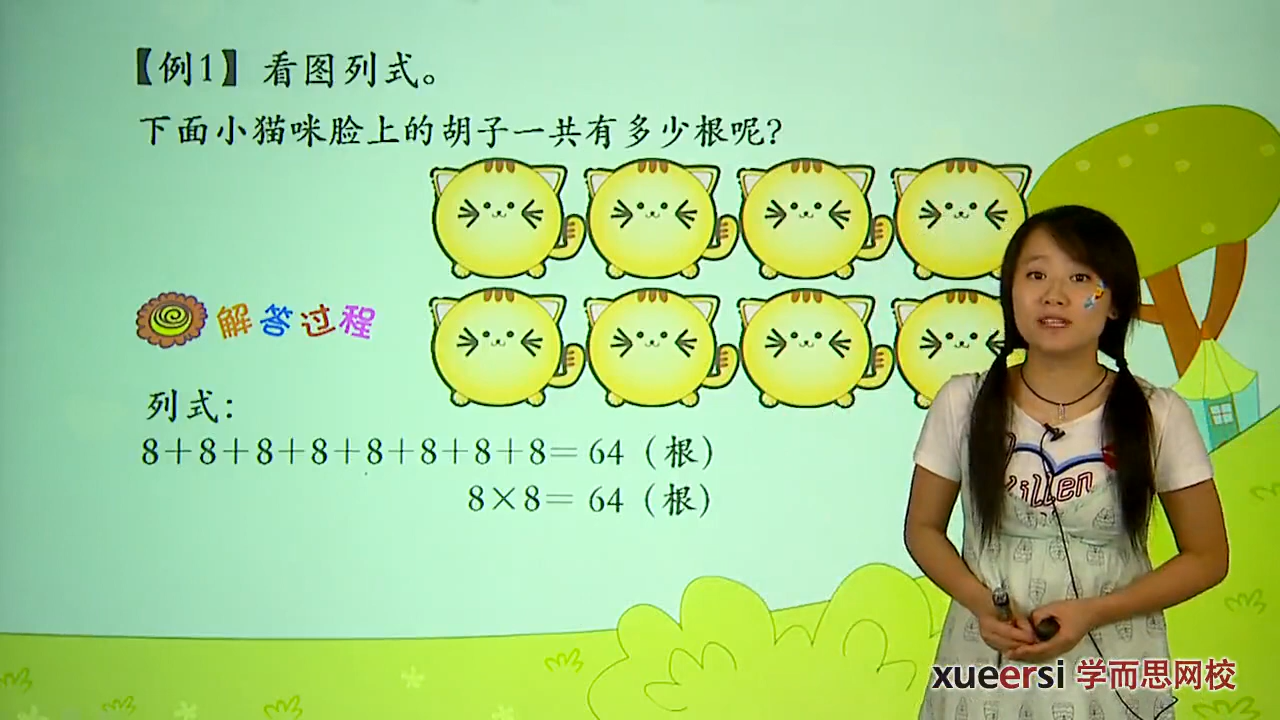 【例1】看图列式。
下面小猫咪脸上的胡子一共有多少根呢?
解答过程
列式:
8+8+8+8+8+8+8+8=64(根)
8×8=64(根)
Killen
xueersi 学而思网校